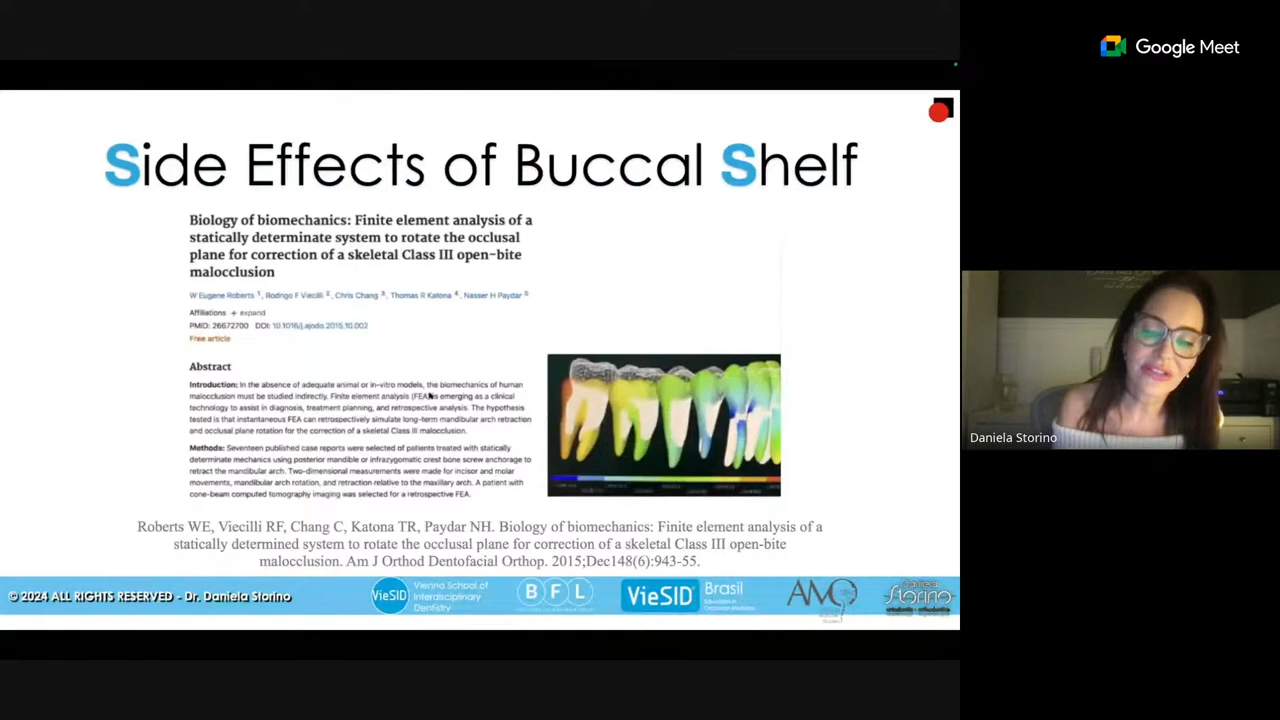 Google Meet
Side Effects of Buccal Shelf
Biology of biomechanics: Finite element analysis of a
statically determinate system to rotate the occlusal
plane for correction of a skeletal Class III open-bite
malocclusion
W Eugene Roberts 1, Rodrigo F Viecilli 2, Chris Chang 3, Thomas R Katona 4, Nasser H Paydar 5
Affiliations + expand
PMID: 26672700 DOI: 10.1016/j.ajodo.2015.10.002
Free article
Abstract
Introduction: In the absence of adequate animal or in-vitro models, the biomechanics of human
malocclusion must be studied indirectly. Finite element analysis (FEA) is emerging as a clinical
technology to assist in diagnosis, treatment planning, and retrospective analysis. The hypothesis
tested is that instantaneous FEA can retrospectively simulate long-term mandibular arch retraction
and occlusal plane rotation for the correction of a skeletal Class III malocclusion.
Methods: Seventeen published case reports were selected of patients treated with statically
determinate mechanics using posterior mandible or infrazygomatic crest bone screw anchorage to
retract the mandibular arch. Two-dimensional measurements were made for incisor and molar
movements, mandibular arch rotation, and retraction relative to the maxillary arch. A patient with
cone-beam computed tomography imaging was selected for a retrospective FEA.
Daniela Storino
Roberts WE, Viecilli RF, Chang C, Katona TR, Paydar NH. Biology of biomechanics: Finite element analysis of a
statically determined system to rotate the occlusal plane for correction of a skeletal Class III open-bite
malocclusion. Am J Orthod Dentofacial Orthop. 2015;Dec148(6):943-55.
© 2024 ALL RIGHTS RESERVED - Dr. Daniela Storino
VieSID
Vienna School of
Interdisciplinary
Dentistry
BFL
VieSID
Brasil
AMO
Daniela
Storino